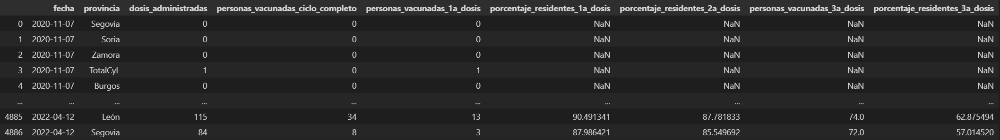 fecha provincia dosis_administradas personas_vacunadas_ciclo_completo personas_vacunadas_1a_dosis porcentaje_residentes_1a_dosis porcentaje_residentes_2a_dosis personas_vacunadas_3a_dosis porcentaje_residentes_3a_dosis
0 2020-11-07 Segovia 0 0 0 NaN NaN NaN NaN
1 2020-11-07 Soria 0 0 0 NaN NaN NaN NaN
2 2020-11-07 Zamora 0 0 0 NaN NaN NaN NaN
3 2020-11-07 TotalCyL 1 0 1 NaN NaN NaN NaN
4 2020-11-07 Burgos 0 0 0 NaN NaN NaN NaN
... ... ... ... ... ... ... ... ... ...
4885 2022-04-12 León 115 34 13 90.491341 87.781833 74.0 62.875494
4886 2022-04-12 Segovia 84 8 3 87.986421 85.549692 72.0 57.014520